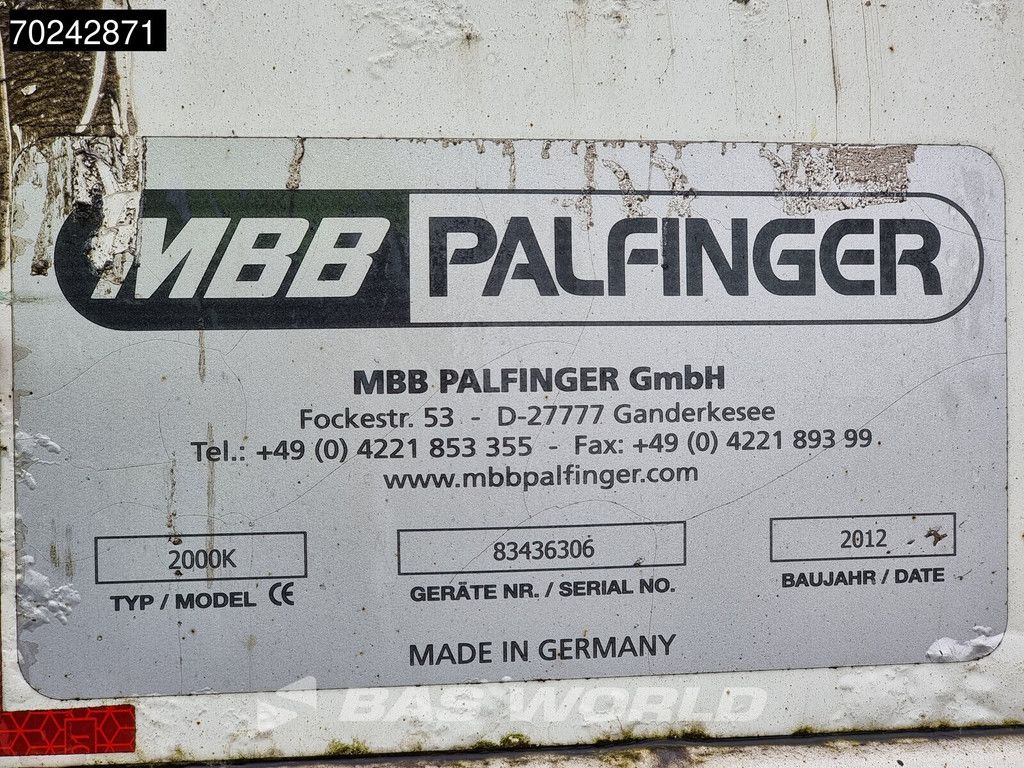 70242871
MBB PALFINGER
MBB PALFINGER GmbH
Fockestr. 53 - D-27777 Ganderkesee
Tel.: +49 (0) 4221 853 355 - Fax: +49 (0) 4221 893 99
www.mbbpalfinger.com
2000K 83436306 2012
TYP / MODEL CE GERÄTE NR. / SERIAL NO. BAUJAHR / DATE
MADE IN GERMANY
BAS WORLD